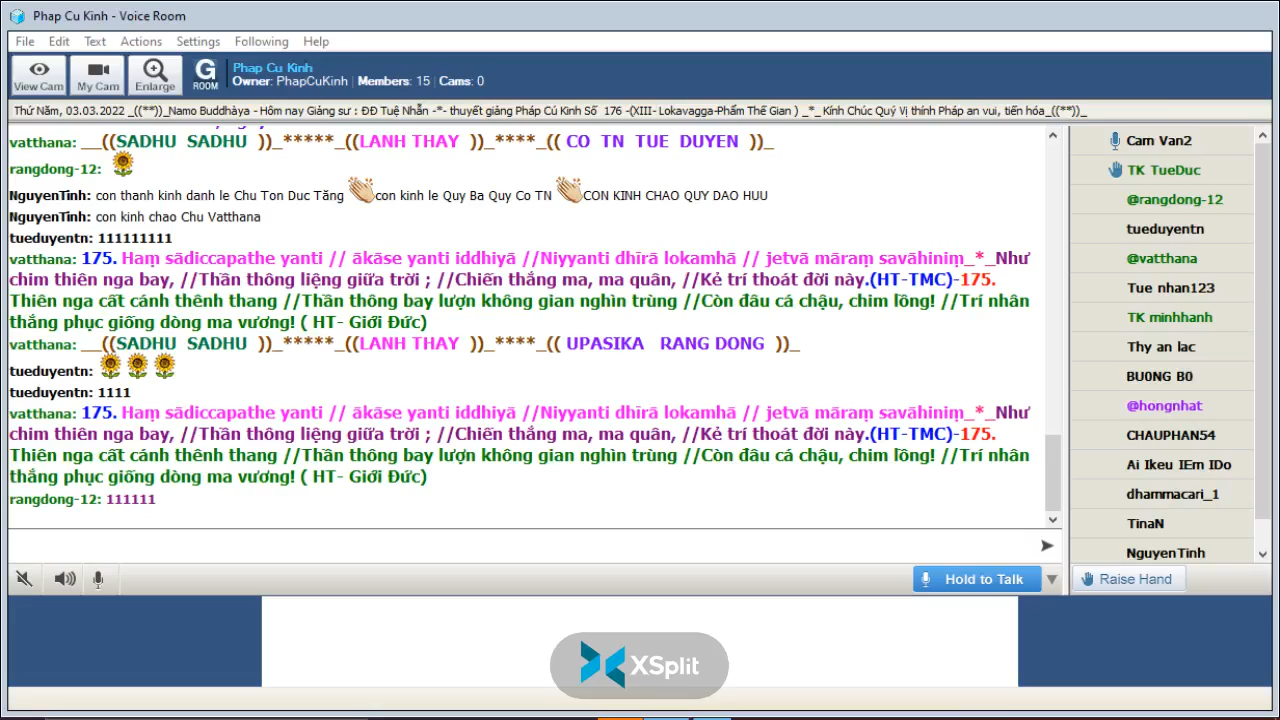 Phap Cu Kinh - Voice Room
File Edit Text Actions Settings Following Help
View Cam My Cam Enlarge G ROOM
Phap Cu Kinh
Owner: PhapCuKinh Members: 15 Cams: 0
Thứ Năm, 03.03.2022 _((**))_Namo Buddhàya - Hôm nay Giảng sư : ĐĐ Tuệ Nhẫn -*- thuyết giảng Pháp Cú Kinh Số 176 -(XIII- Lokavagga-Phẩm Thế Gian ) _*_ Kính Chúc Quý Vị thính Pháp an vui, tiến hóa_((**))_
vatthana: __((SADHU SADHU ))_*****_((LANH THAY ))_****_(( CO TN TUE DUYEN ))_
rangdong-12:
NguyenTinh: con thanh kinh danh le Chu Ton Duc Tăng con kinh le Quy Ba Quy Co TN CON KINH CHAO QUY DAO HUU
NguyenTinh: con kinh chao Chu Vatthana
tueduyentn: 111111111
vatthana: 175. Haṃ sādiccapathe yanti // ākāse yanti iddhiyā //Niyyanti dhīrā lokamhā // jetvā māraṃ savāhiniṃ_*_Như
chim thiên nga bay, //Thần thông liệng giữa trời ; //Chiến thắng ma, ma quân, //Kẻ trí thoát đời này.(HT-TMC)-175.
Thiên nga cất cánh thênh thang //Thần thông bay lượn không gian nghìn trùng //Còn đâu cá chậu, chim lồng! //Trí nhân
thắng phục giống dòng ma vương! ( HT- Giới Đức)
vatthana: __((SADHU SADHU ))_*****_((LANH THAY ))_****_(( UPASIKA RANG DONG ))_
tueduyentn:
tueduyentn: 1111
vatthana: 175. Haṃ sādiccapathe yanti // ākāse yanti iddhiyā //Niyyanti dhīrā lokamhā // jetvā māraṃ savāhiniṃ_*_Như
chim thiên nga bay, //Thần thông liệng giữa trời ; //Chiến thắng ma, ma quân, //Kẻ trí thoát đời này.(HT-TMC)-175.
Thiên nga cất cánh thênh thang //Thần thông bay lượn không gian nghìn trùng //Còn đâu cá chậu, chim lồng! //Trí nhân
thắng phục giống dòng ma vương! ( HT- Giới Đức)
rangdong-12: 111111
Cam Van2
TK TueDuc
@rangdong-12
tueduyentn
@vatthana
Tue nhan123
TK minhhanh
Thy an lac
BU0NG B0
@hongnhat
CHAUPHAN54
Ai Ikeu IEm IDo
dhammacari_1
TinaN
NguyenTinh
Hold to Talk
Raise Hand
XSplit